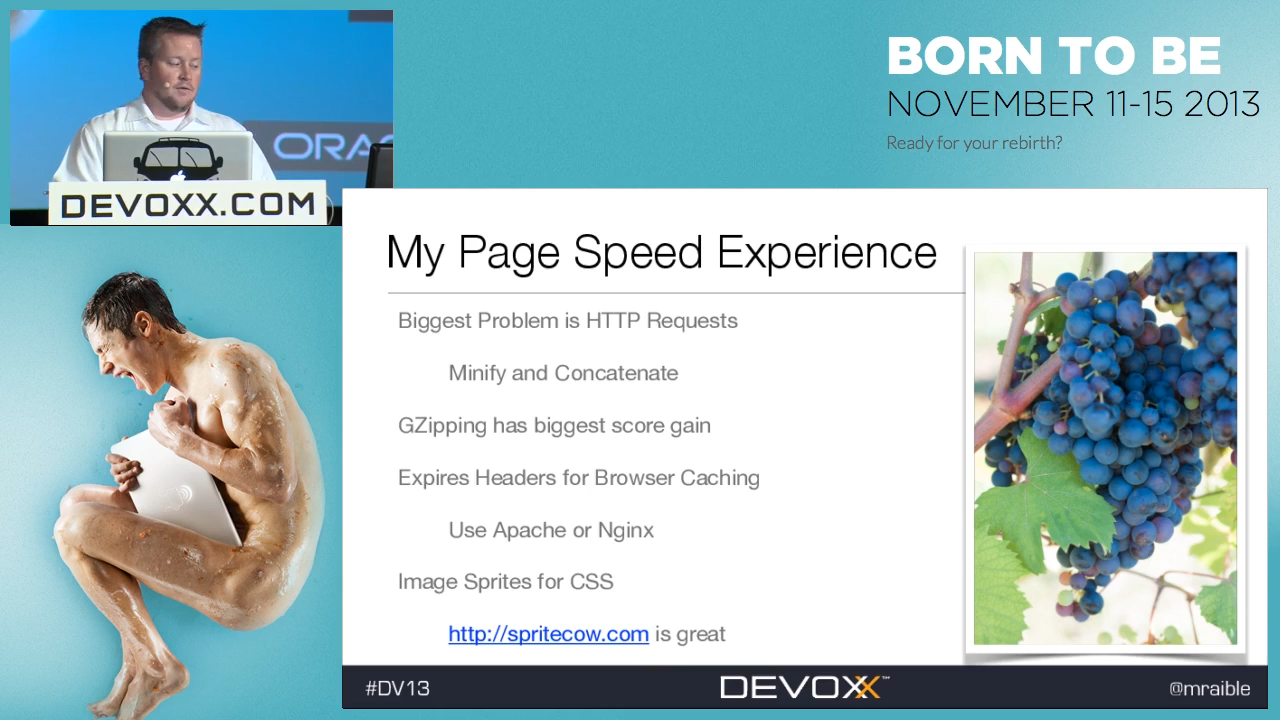 BORN TO BE
NOVEMBER 11-15 2013
Ready for your rebirth?
DEVOXX.COM
My Page Speed Experience
Biggest Problem is HTTP Requests
Minify and Concatenate
GZipping has biggest score gain
Expires Headers for Browser Caching
Use Apache or Nginx
Image Sprites for CSS
http://spritecow.com is great
#DV13
DEVOXX™
@mraible